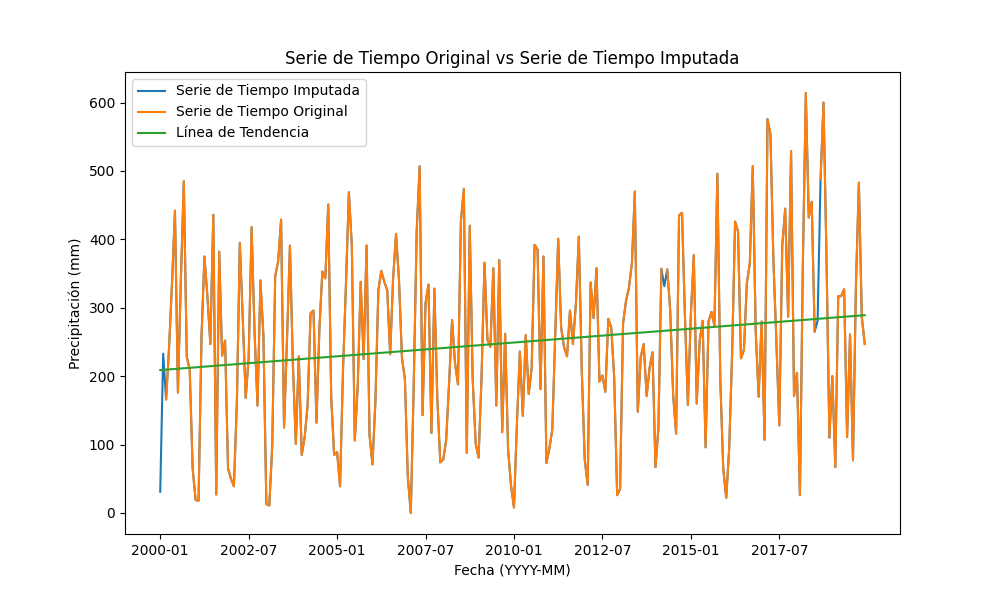 Serie de Tiempo Original vs Serie de Tiempo Imputada
Serie de Tiempo Imputada
Serie de Tiempo Original
Línea de Tendencia
600
500
400
300
200
100
0
Precipitación (mm)
2000-01 2002-07 2005-01 2007-07 2010-01 2012-07 2015-01 2017-07
Fecha (YYYY-MM)